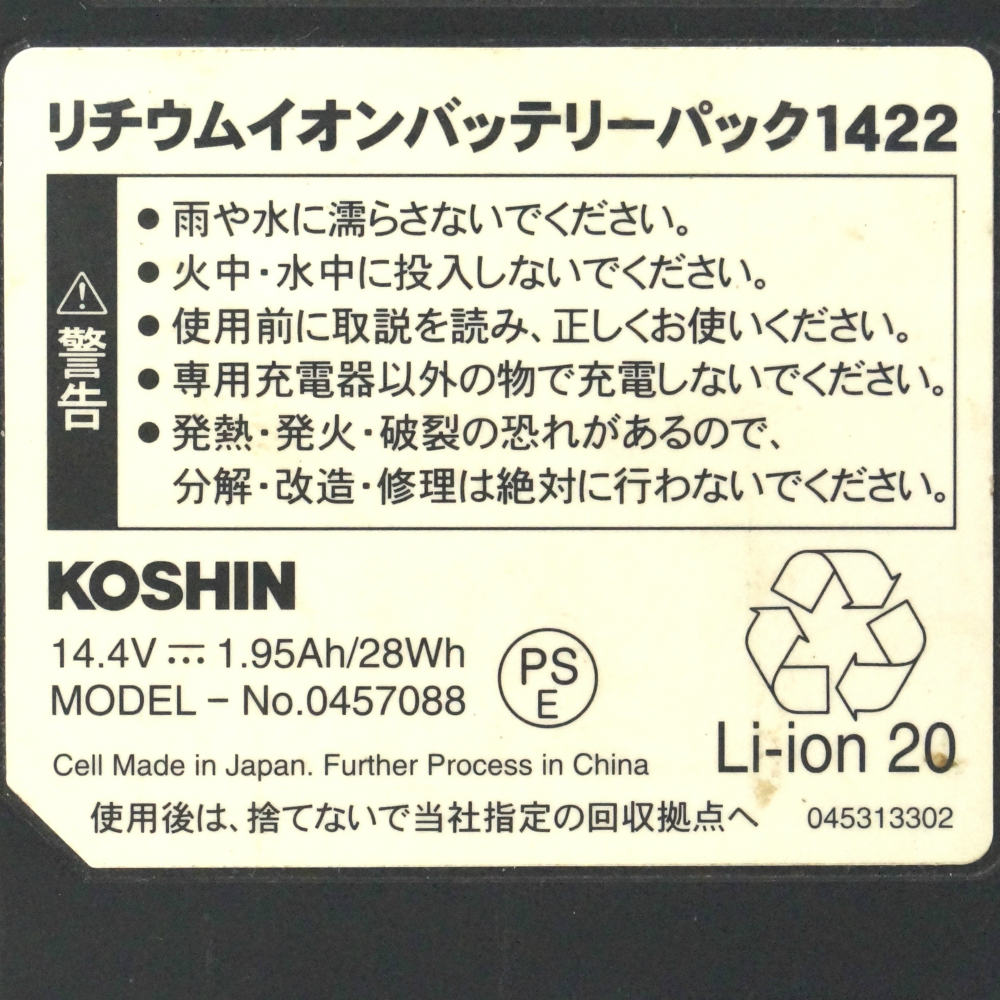 リチウムイオンバッテリーパック1422
警告
●雨や水に濡らさないでください。
●火中・水中に投入しないでください。
●使用前に取説を読み、正しくお使いください。
●専用充電器以外の物で充電しないでください。
●発熱・発火・破裂の恐れがあるので、
分解・改造・修理は絶対に行わないでください。
KOSHIN
14.4V ⎓ 1.95Ah/28Wh
MODEL – No.0457088
PS
E
Li-ion 20
Cell Made in Japan. Further Process in China
使用後は、捨てないで当社指定の回収拠点へ
045313302